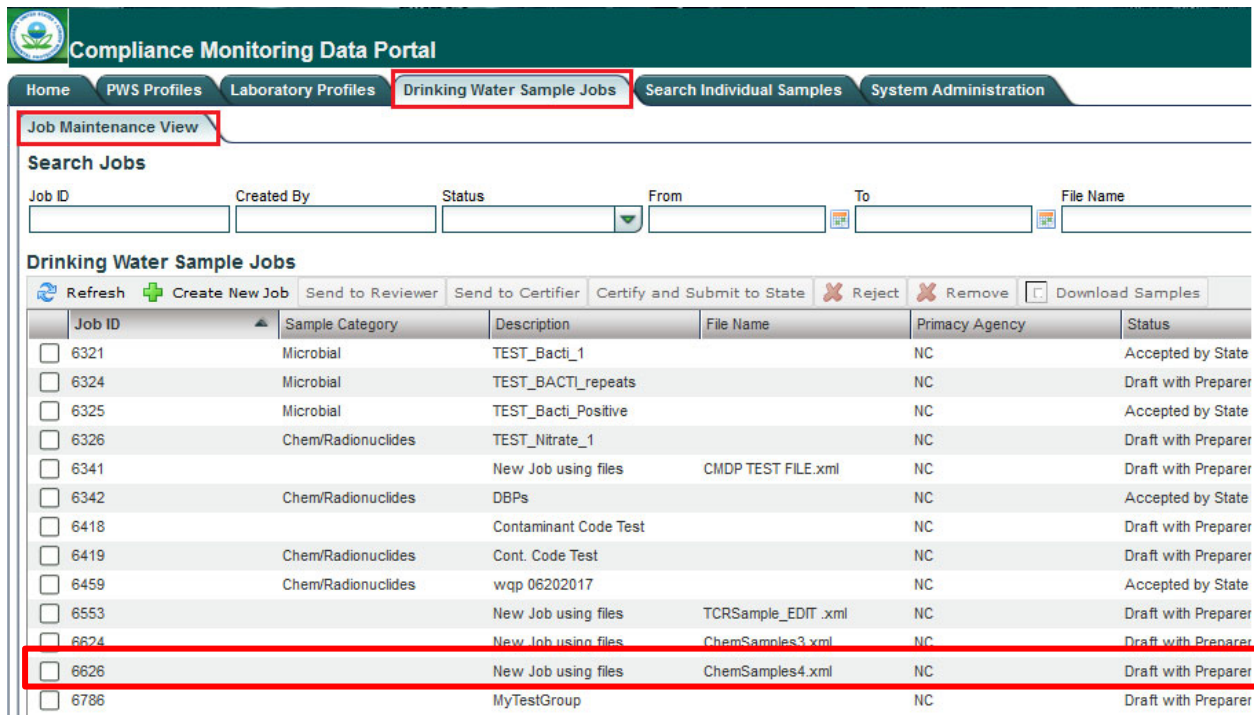 Compliance Monitoring Data Portal
Home PWS Profiles Laboratory Profiles Drinking Water Sample Jobs Search Individual Samples System Administration
Job Maintenance View
Search Jobs
Job ID Created By Status From To File Name
Drinking Water Sample Jobs
Refresh Create New Job Send to Reviewer Send to Certifier Certify and Submit to State Reject Remove Download Samples
Job ID Sample Category Description File Name Primacy Agency Status
6321 Microbial TEST_Bacti_1 NC Accepted by State
6324 Microbial TEST_BACTI_repeats NC Draft with Preparer
6325 Microbial TEST_Bacti_Positive NC Accepted by State
6326 Chem/Radionuclides TEST_Nitrate_1 NC Draft with Preparer
6341 New Job using files CMDP TEST FILE.xml NC Draft with Preparer
6342 Chem/Radionuclides DBPs NC Accepted by State
6418 Contaminant Code Test NC Draft with Preparer
6419 Chem/Radionuclides Cont. Code Test NC Draft with Preparer
6459 Chem/Radionuclides wqp 06202017 NC Accepted by State
6553 New Job using files TCRSample_EDIT .xml NC Draft with Preparer
6624 New Job using files ChemSamples3.xml NC Draft with Preparer
6626 New Job using files ChemSamples4.xml NC Draft with Preparer
6786 MyTestGroup NC Draft with Preparer